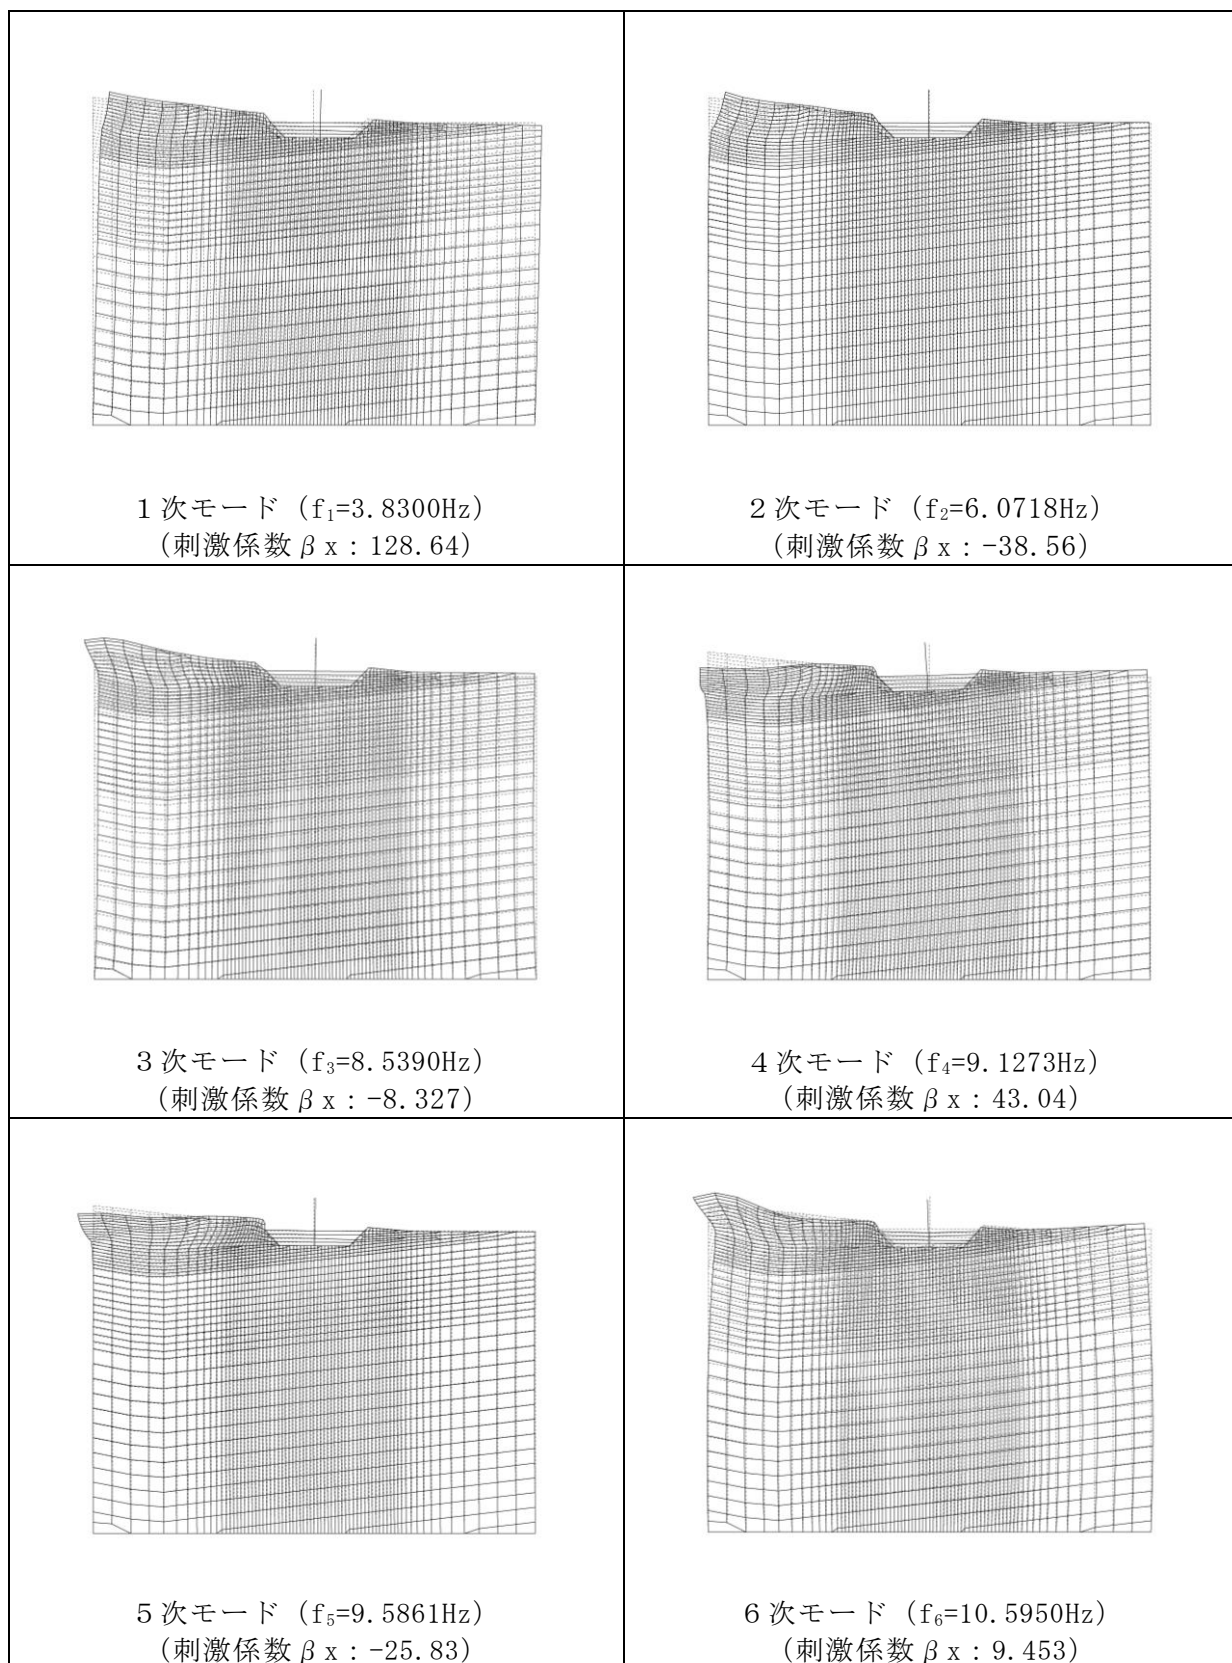 1次モード（f₁=3.8300Hz）
（刺激係数βx：128.64）
2次モード（f₂=6.0718Hz）
（刺激係数βx：-38.56）
3次モード（f₃=8.5390Hz）
（刺激係数βx：-8.327）
4次モード（f₄=9.1273Hz）
（刺激係数βx：43.04）
5次モード（f₅=9.5861Hz）
（刺激係数βx：-25.83）
6次モード（f₆=10.5950Hz）
（刺激係数βx：9.453）